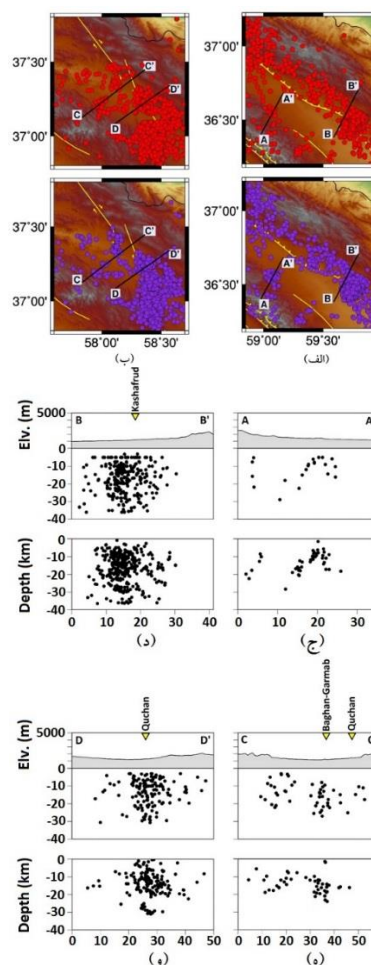 37°30'
37°00'
C'
D'
C
D
37°00'
36°30'
A'
B'
A
B
37°30'
37°00'
C'
D'
C
D
58°00' 58°30'
(ب)
37°00'
36°30'
A'
B'
A
B
59°00' 59°30'
(الف)
Kashafrud
B B'
Elv. (m)
5000
0
0
-10
-20
-30
40
Depth (km)
0
-10
-20
-30
-40
0 10 20 30 40
(د)
A A
0 10 20 30 40
(ج)
Quchan
D D'
Elv. (m)
5000
0
10
20
30
40
Depth (km)
0
-10
-20
-30
-40
0 10 20 30 40 50
(و)
Baghan-Garmab
Quchan
C C
0 10 20 30 40 50
(ه)